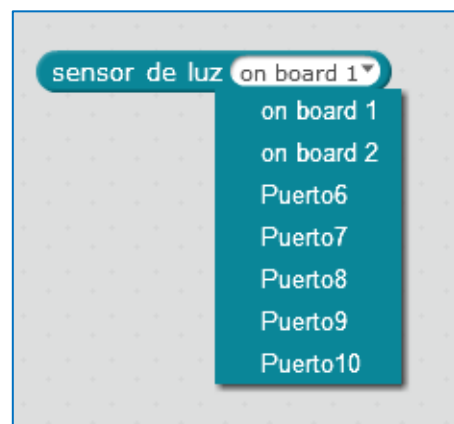 sensor de luz on board 1
on board 1
on board 2
Puerto6
Puerto7
Puerto8
Puerto9
Puerto10